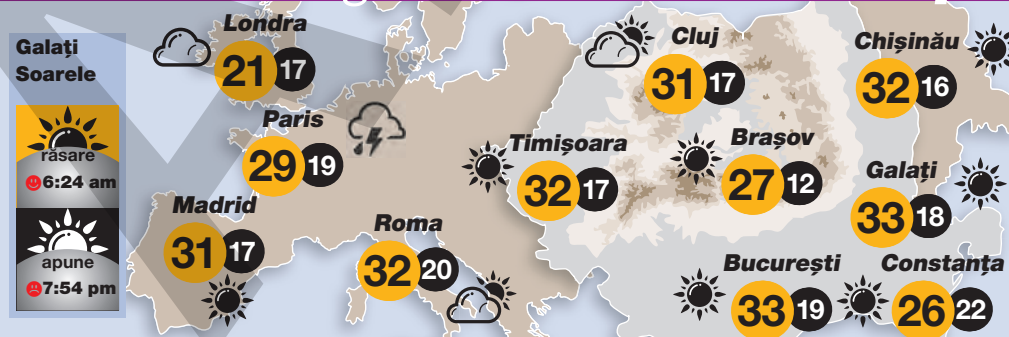 Galați
Soarele
răsare
6:24 am
apune
7:54 pm
Londra
21 17
Paris
29 19
Madrid
31 17
Roma
32 20
Timișoara
32 17
Cluj
31 17
Brașov
27 12
București
33 19
Chișinău
32 16
Galați
33 18
Constanța
26 22